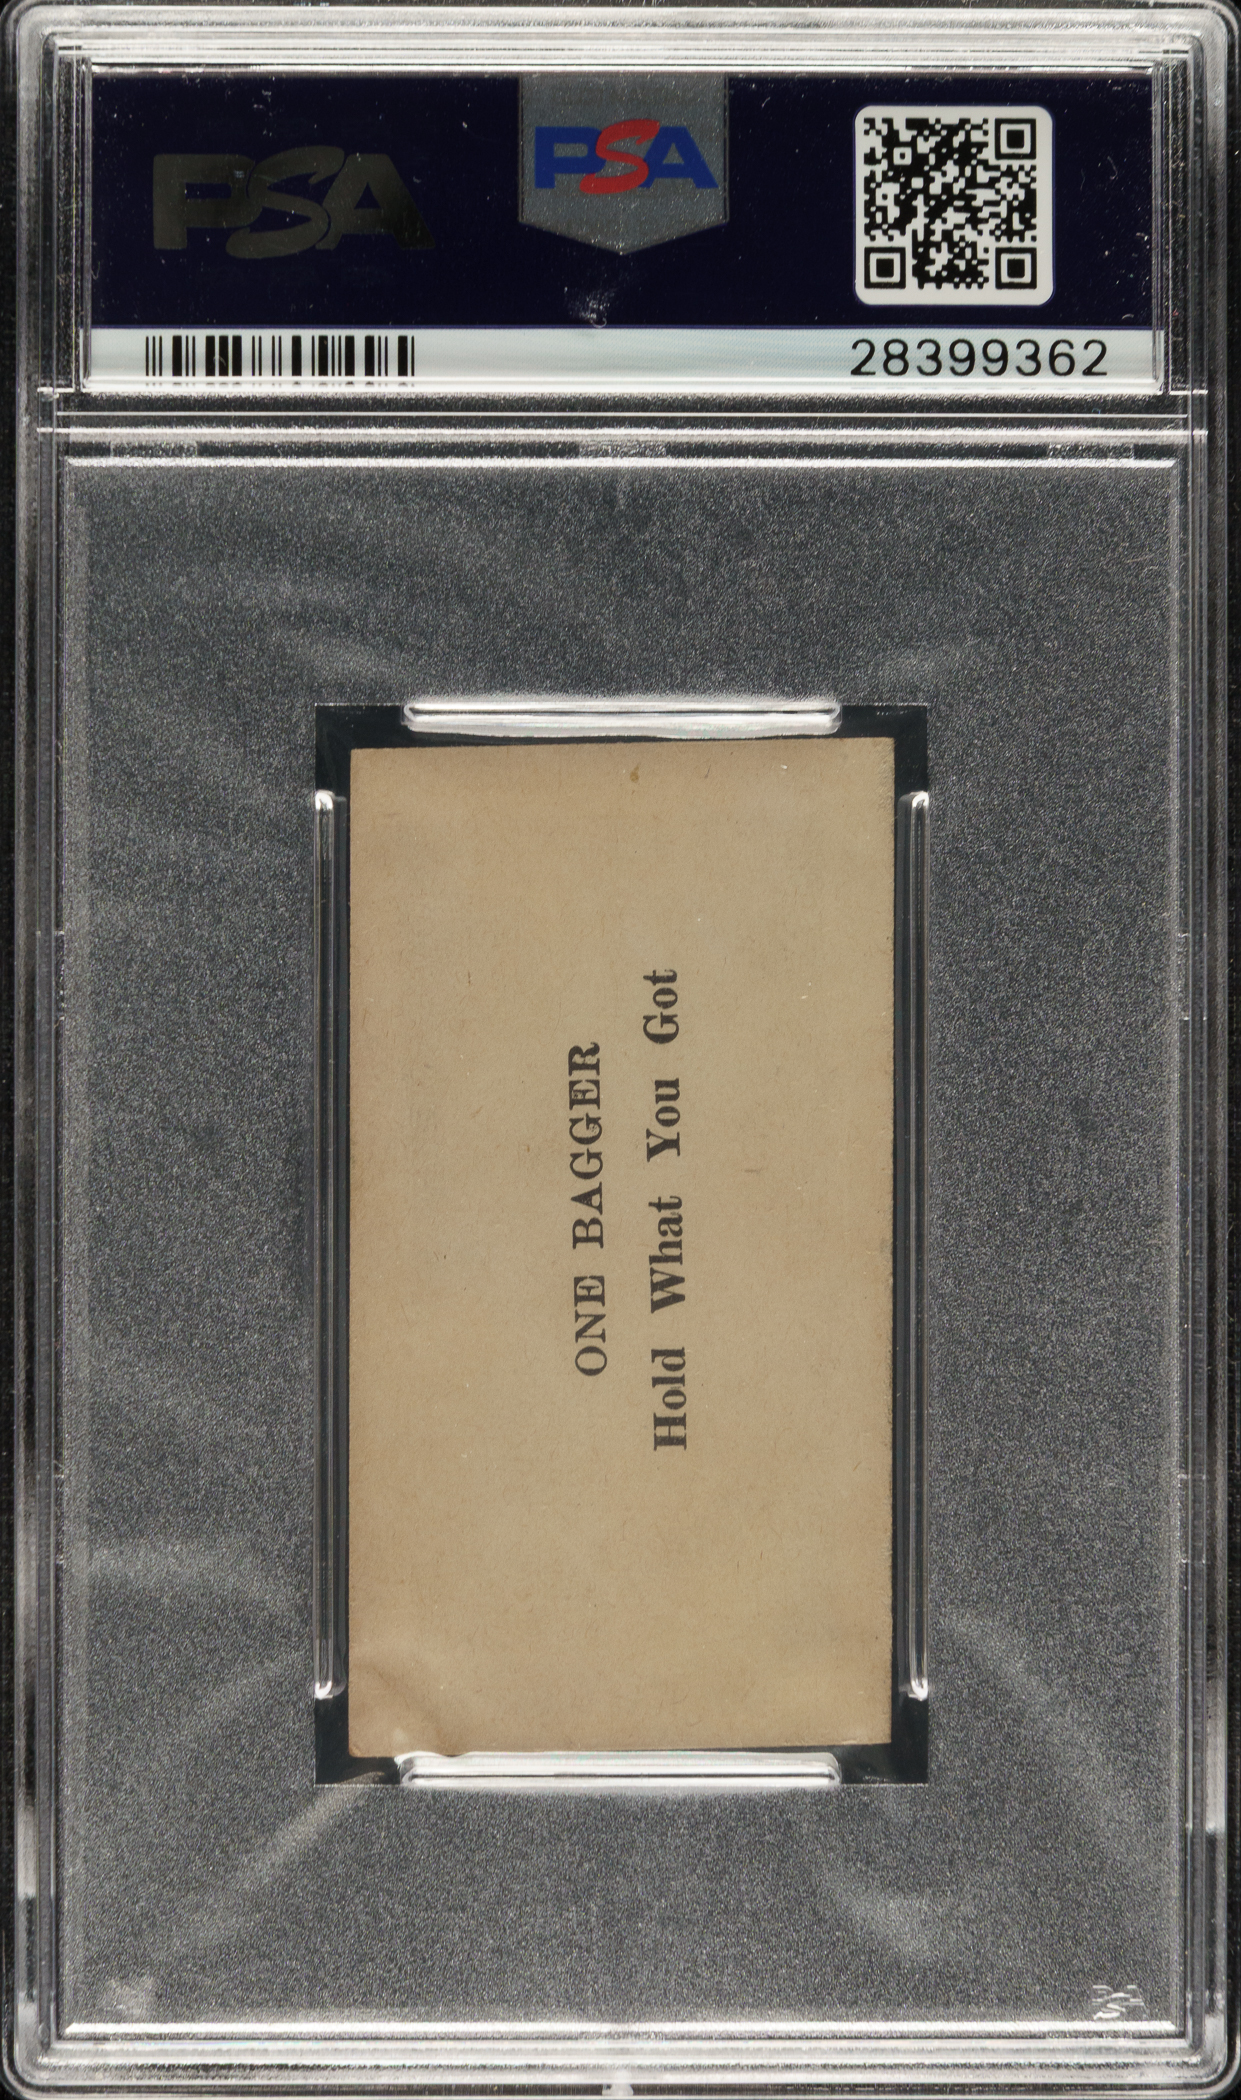 PSA
PSA
28399362
ONE BAGGER
Hold What You Got